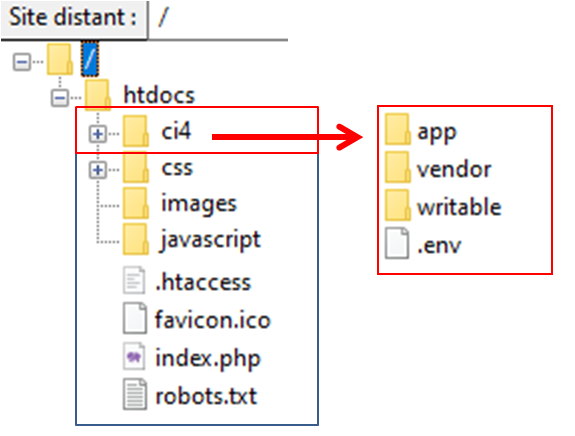 Site distant : /
/
htdocs
ci4
css
images
javascript
.htaccess
favicon.ico
index.php
robots.txt
app
vendor
writable
.env